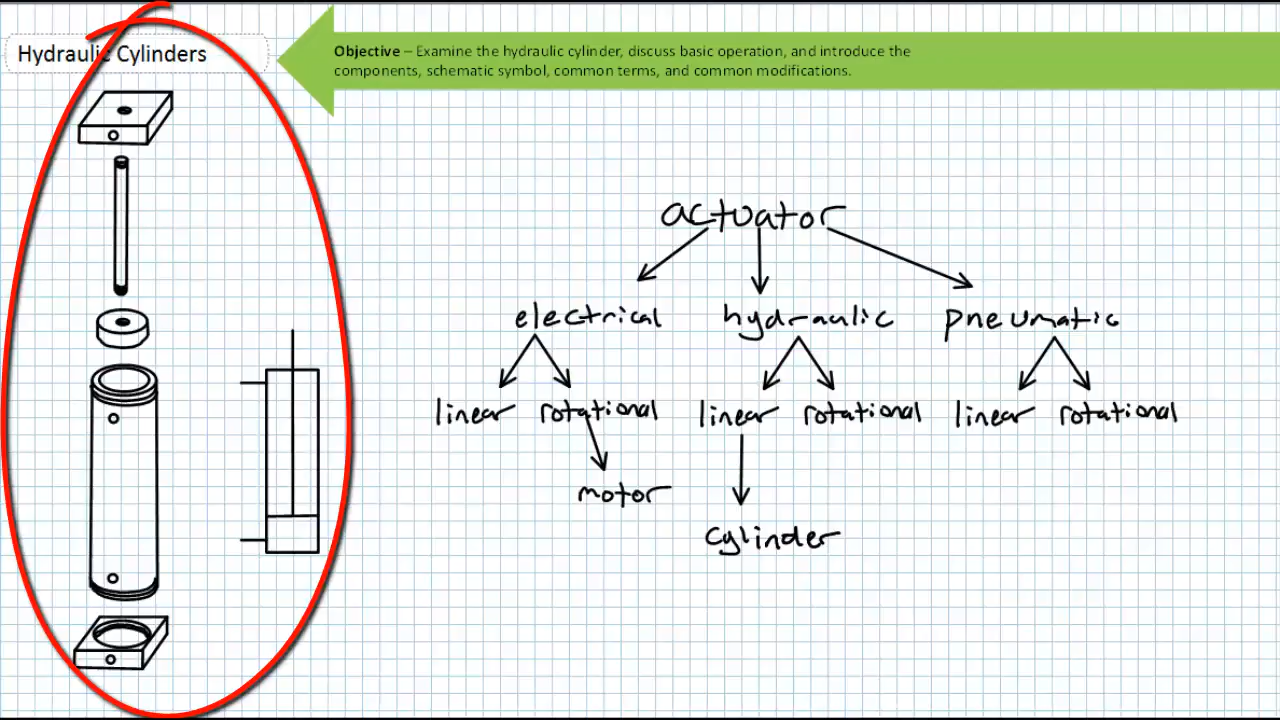 Hydraulic Cylinders
Objective – Examine the hydraulic cylinder, discuss basic operation, and introduce the
components, schematic symbol, common terms, and common modifications.
actuator
electrical hydraulic pneumatic
linear rotational linear rotational linear rotational
motor
cylinder